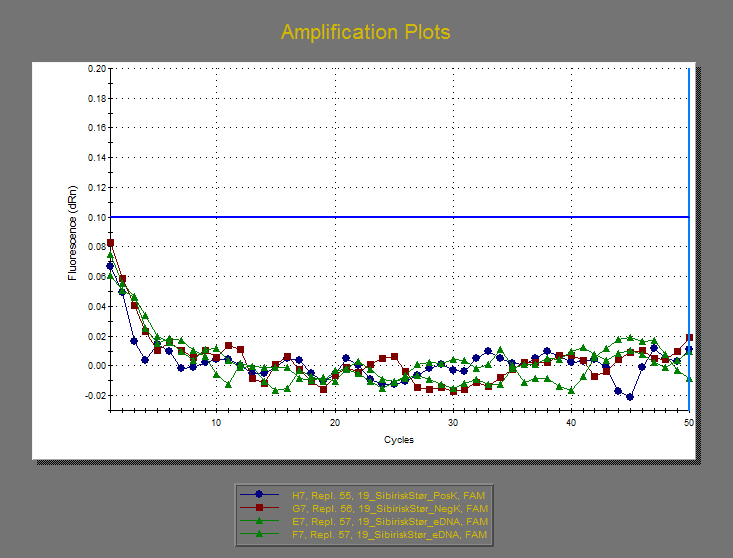 Amplification Plots
0.20
0.18
0.16
0.14
0.12
0.10
0.08
0.06
0.04
0.02
0.00
-0.02
Fluorescence (dRn)
10 20 30 40 50
Cycles
H7, Repl. 55, 19_SibiriskStør_PosK, FAM
G7, Repl. 56, 19_SibiriskStør_NegK, FAM
E7, Repl. 57, 19_SibiriskStør_eDNA, FAM
F7, Repl. 57, 19_SibiriskStør_eDNA, FAM